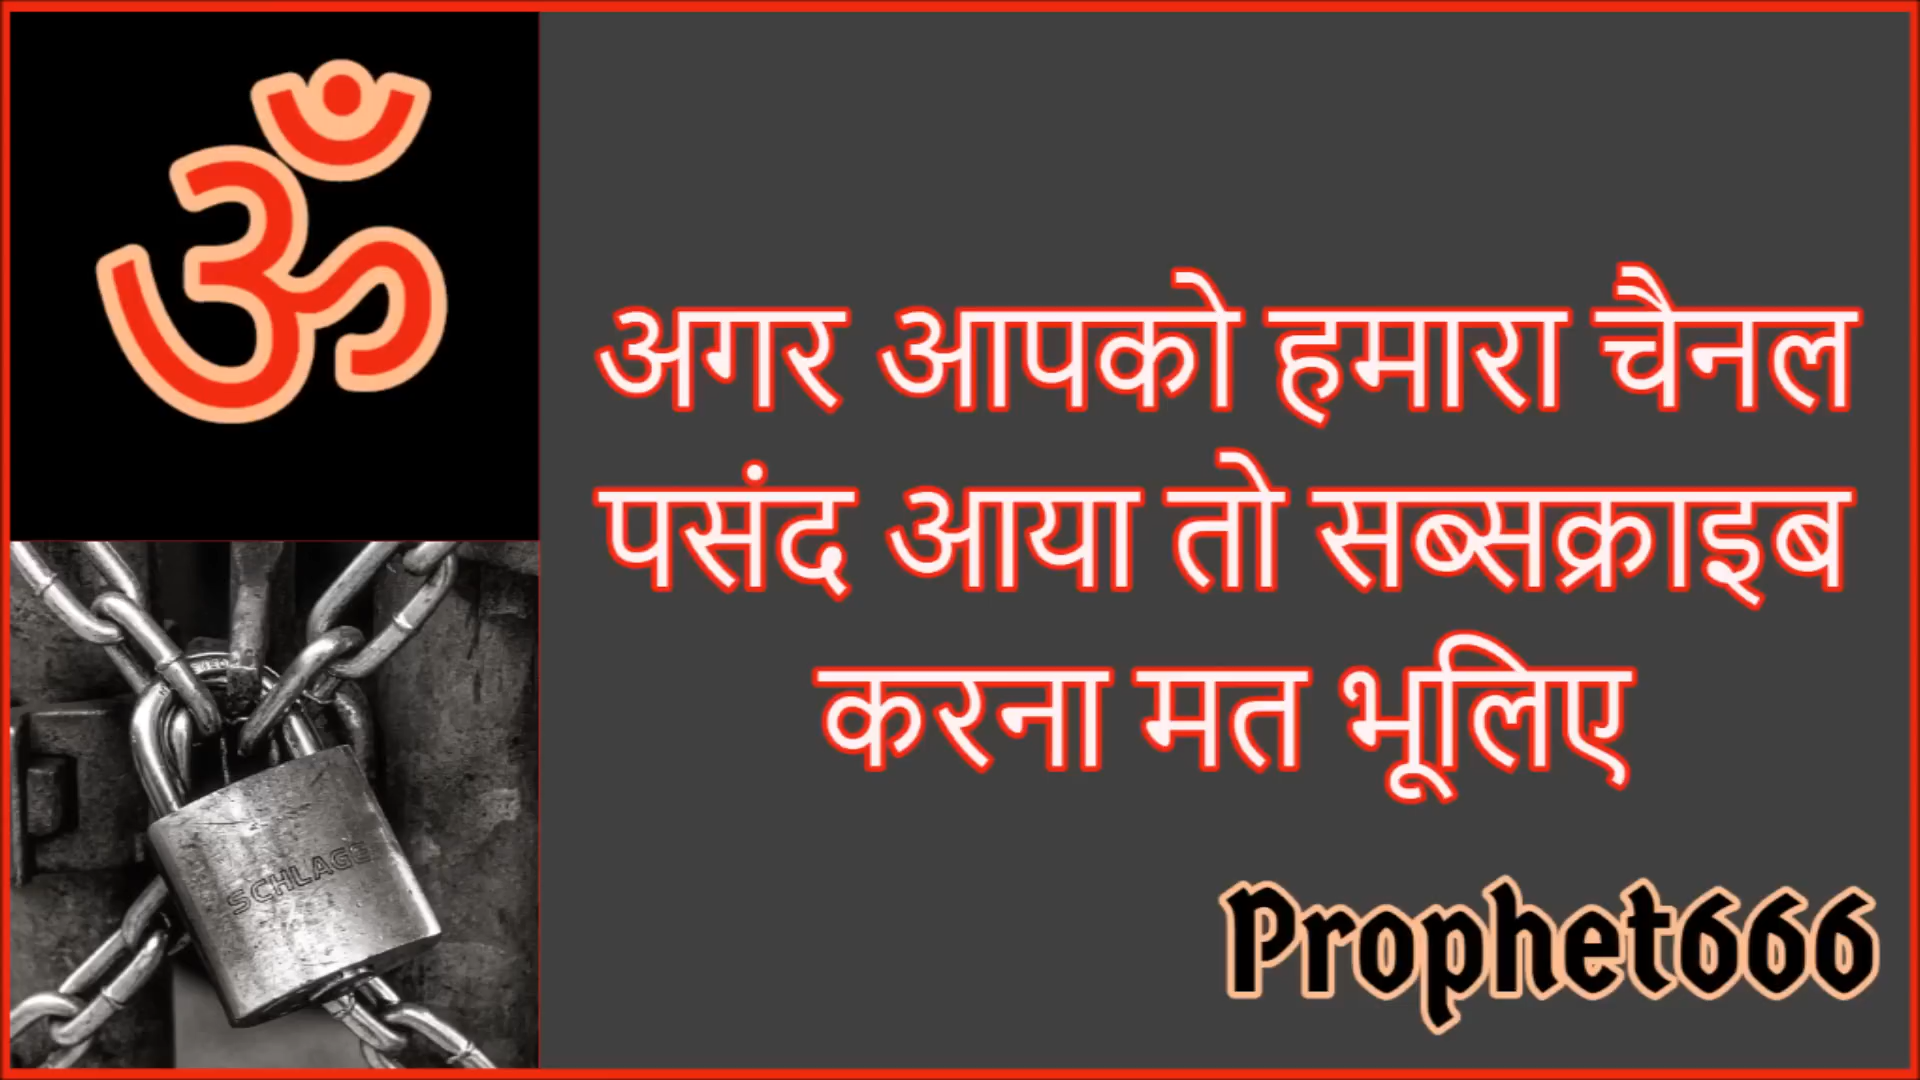 ॐ
अगर आपको हमारा चैनल
पसंद आया तो सब्सक्राइब
करना मत भूलिए
SCHLAGE
Prophet666